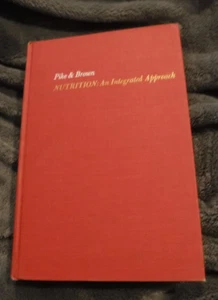 Pike & Brown
NUTRITION: An Integrated Approach